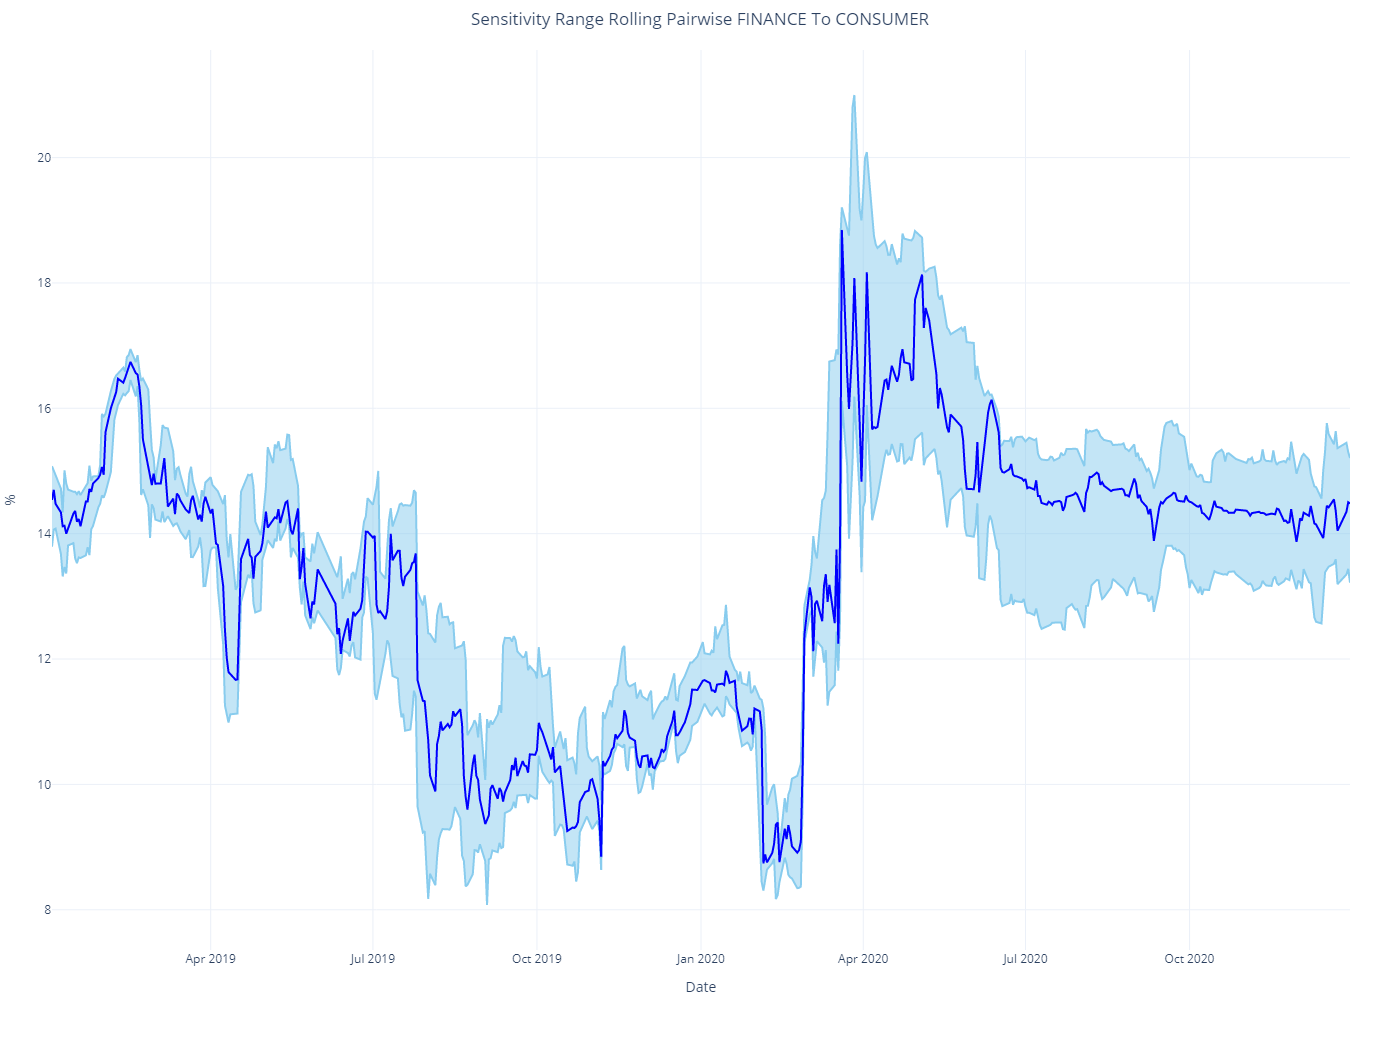 Sensitivity Range Rolling Pairwise FINANCE To CONSUMER
20
18
16
14
12
10
8
%
Apr 2019
Jul 2019
Oct 2019
Jan 2020
Apr 2020
Jul 2020
Oct 2020
Date